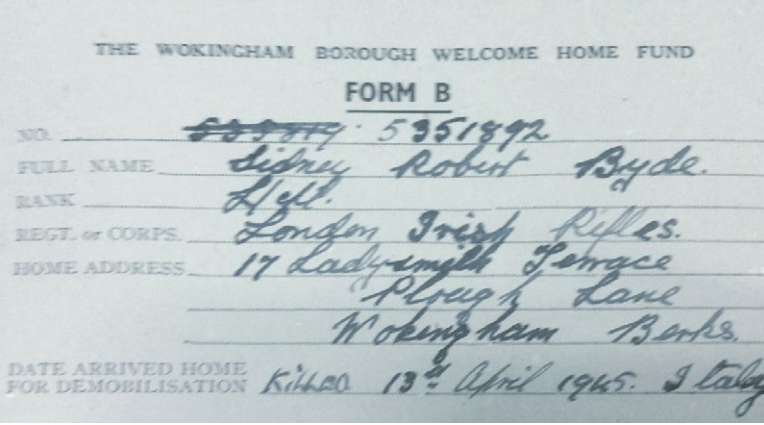 THE WOKINGHAM BOROUGH WELCOME HOME FUND
FORM B
NO. 5351892
FULL NAME Sidney Robert Byde.
RANK
REGT. or CORPS. London Irish Rifles.
HOME ADDRESS 17 Ladysmith Terrace
Plough Lane
Wokingham Berks.
DATE ARRIVED HOME
FOR DEMOBILISATION Killed 13th April 1945. Italy